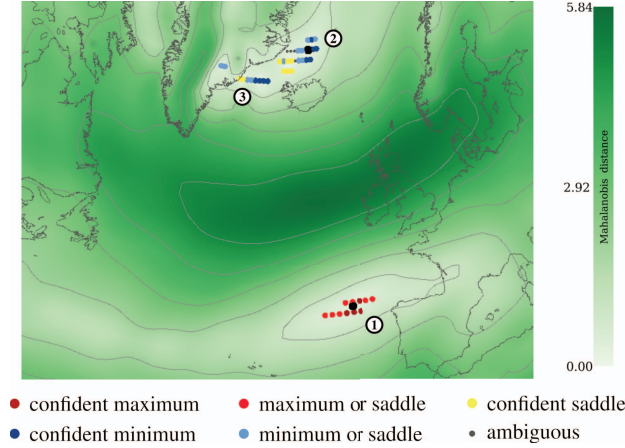 5.84
2
3
2.92
Mahalanobis distance
1
0.00
confident maximum
maximum or saddle
confident saddle
confident minimum
minimum or saddle
ambiguous